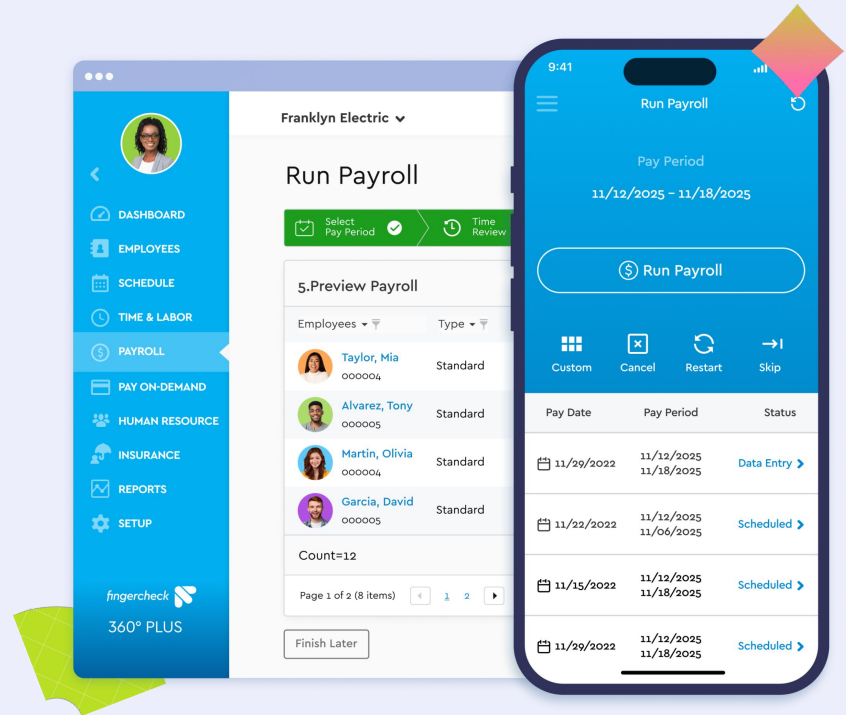 Franklyn Electric
Run Payroll
Select
Pay Period
Time
Review
DASHBOARD
EMPLOYEES
SCHEDULE
TIME & LABOR
PAYROLL
PAY ON-DEMAND
HUMAN RESOURCE
INSURANCE
REPORTS
SETUP
fingercheck
360° PLUS
5.Preview Payroll
Employees Type
Taylor, Mia
000004
Standard
Alvarez, Tony
000005
Standard
Martin, Olivia
000004
Standard
Garcia, David
000005
Standard
Count=12
Page 1 of 2 (8 items) 1 2
Finish Later
9:41
Run Payroll
Pay Period
11/12/2025 - 11/18/2025
Run Payroll
Custom Cancel Restart Skip
Pay Date Pay Period Status
11/29/2022
11/12/2025
11/18/2025
Data Entry
11/22/2022
11/12/2025
11/06/2025
Scheduled
11/15/2022
11/12/2025
11/18/2025
Scheduled
11/29/2022
11/12/2025
11/18/2025
Scheduled